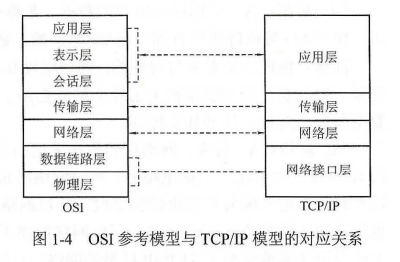 应用层
表示层
会话层
传输层
网络层
数据链路层
物理层
OSI
应用层
传输层
网络层
网络接口层
TCP/IP
图 1-4 OSI 参考模型与 TCP/IP 模型的对应关系